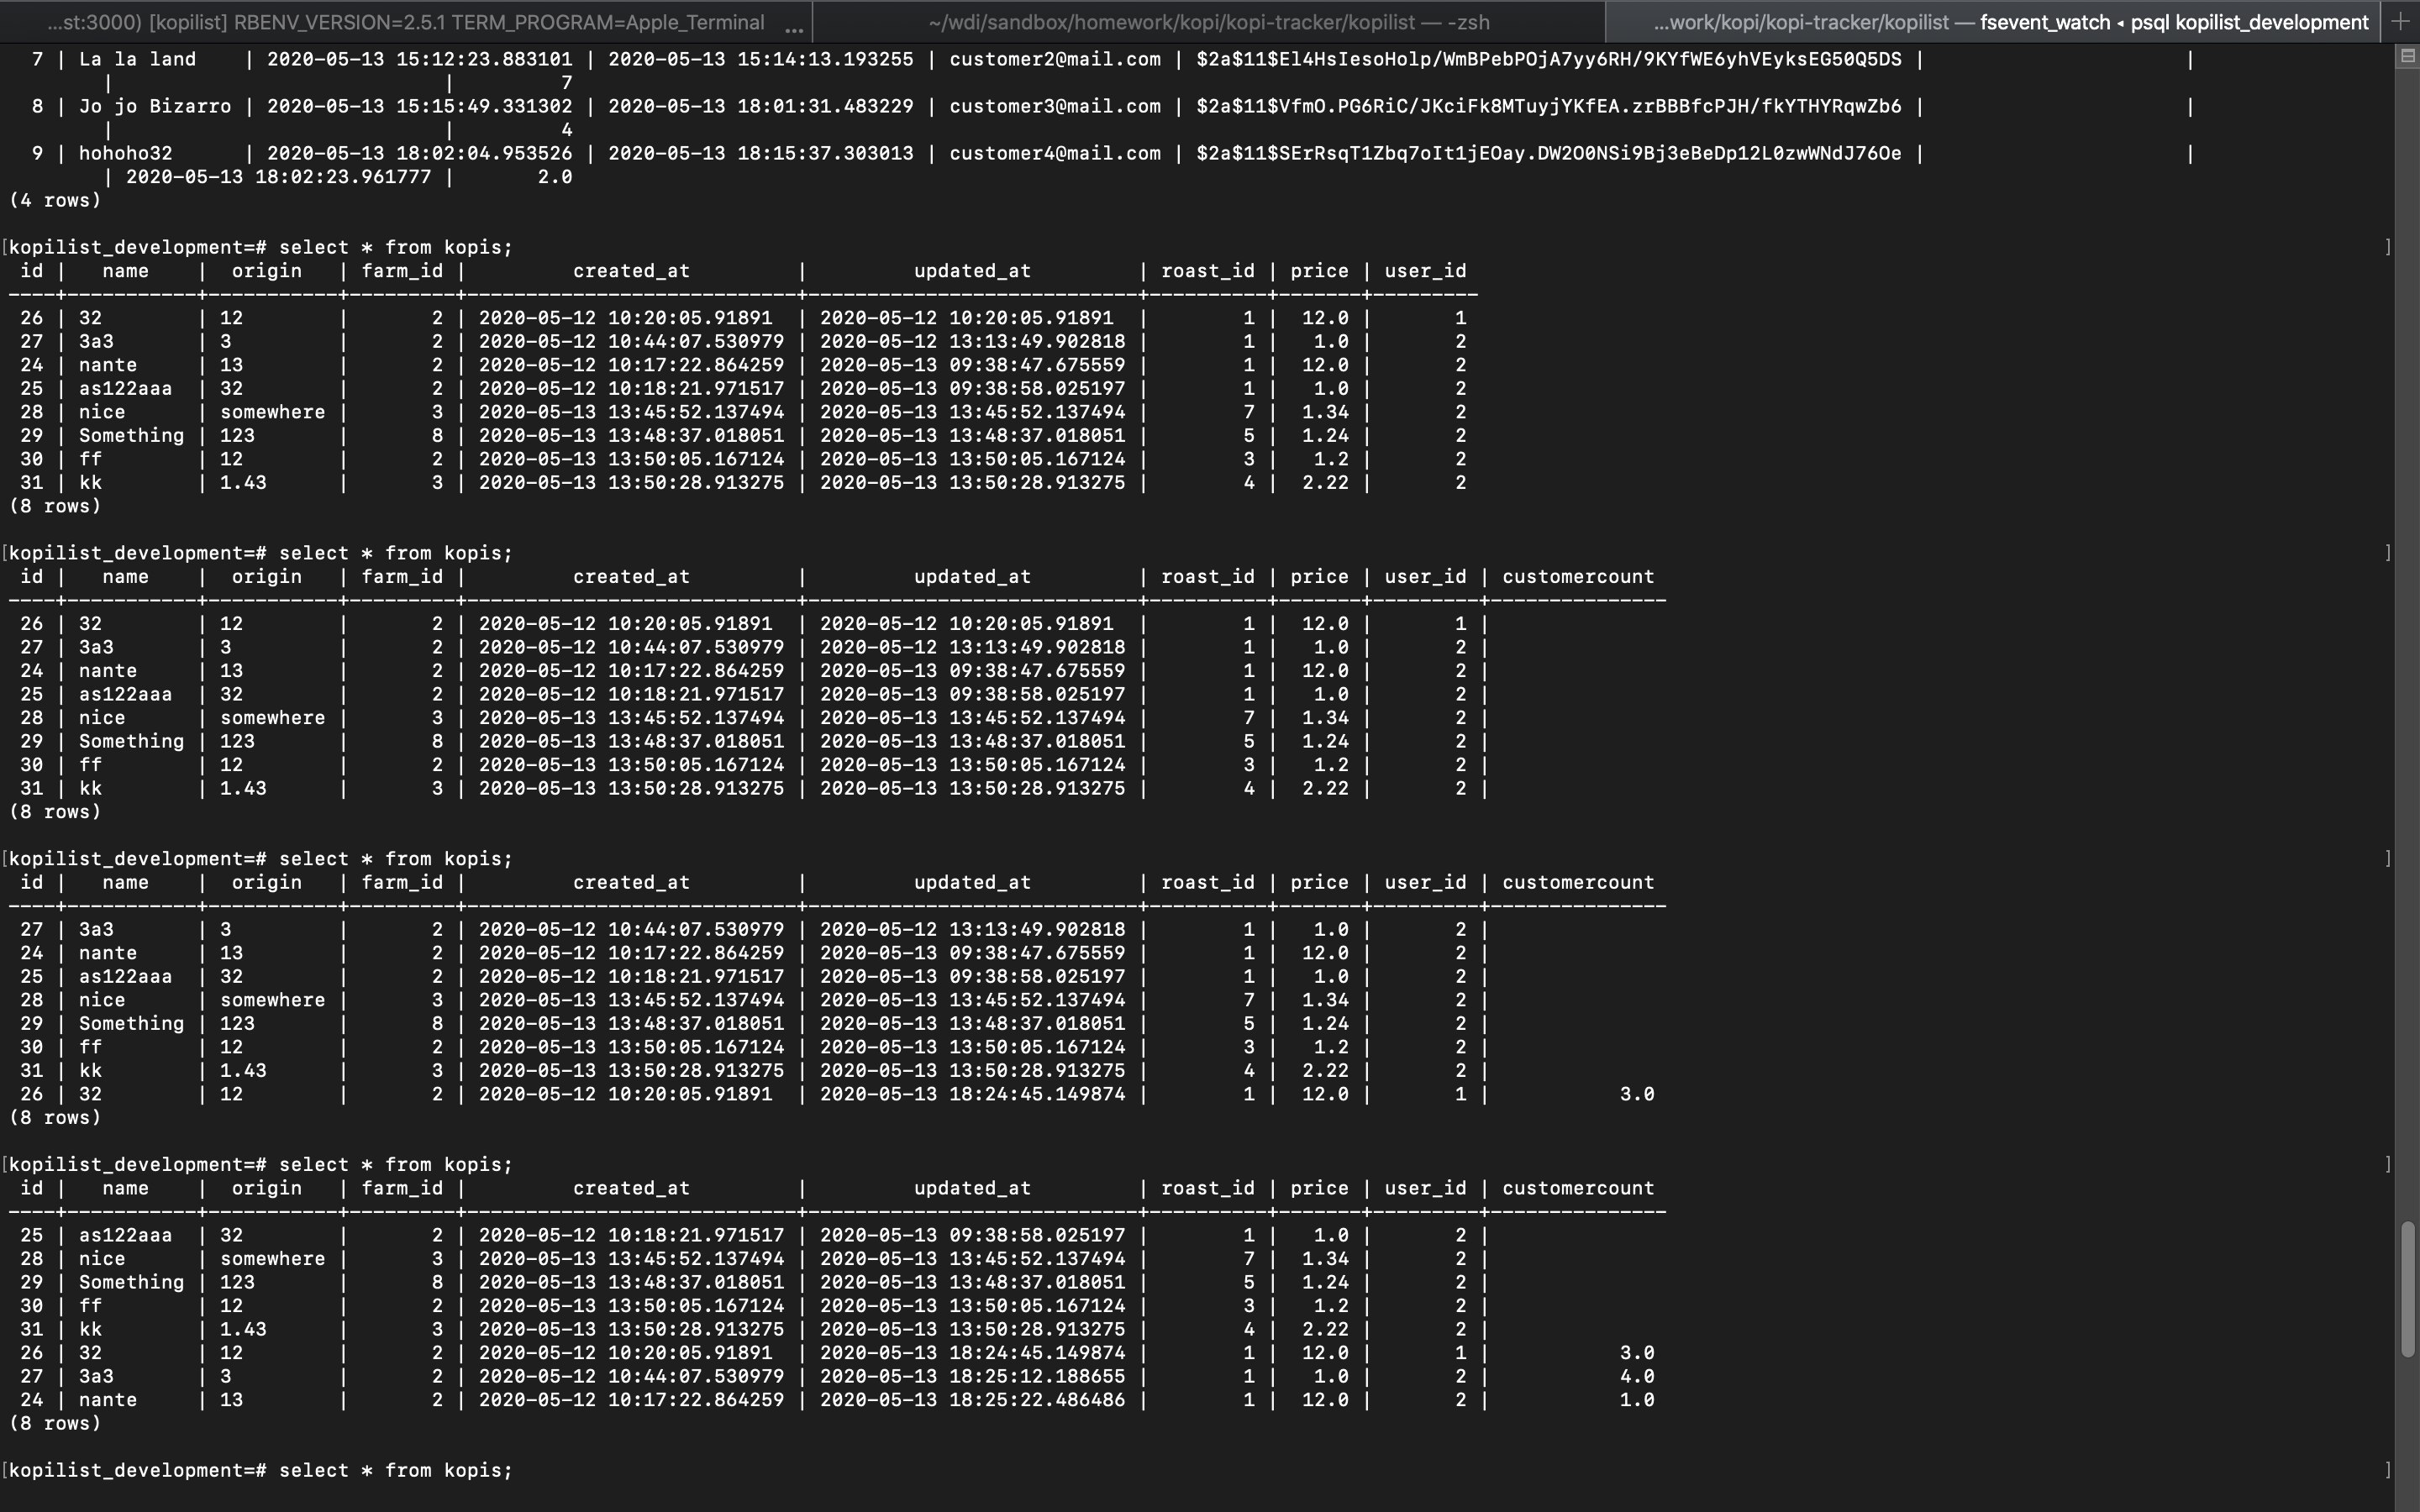 ...st:3000) [kopilist] RBENV_VERSION=2.5.1 TERM_PROGRAM=Apple_Terminal ... ~/wdi/sandbox/homework/kopi/kopi-tracker/kopilist — -zsh ...work/kopi/kopi-tracker/kopilist — fsevent_watch ◂ psql kopilist_development +
7 | La la land | 2020-05-13 15:12:23.883101 | 2020-05-13 15:14:13.193255 | customer2@mail.com | $2a$11$El4HsIesoHolp/WmBPebPOjA7yy6RH/9KYfWE6yhVEyksEG50Q5DS | |
| | 7
8 | Jo jo Bizarro | 2020-05-13 15:15:49.331302 | 2020-05-13 18:01:31.483229 | customer3@mail.com | $2a$11$VfmO.PG6RiC/JKciFk8MTuyjYKfEA.zrBBBfcPJH/fkYTHYRqwZb6 | |
| | 4
9 | hohoho32 | 2020-05-13 18:02:04.953526 | 2020-05-13 18:15:37.303013 | customer4@mail.com | $2a$11$SErRsqT1Zbq7oIt1jEOay.DW2O0NSi9Bj3eBeDp12L0zwWNdJ76Oe | |
| 2020-05-13 18:02:23.961777 | 2.0
(4 rows)
[kopilist_development=# select * from kopis; ]
id | name | origin | farm_id | created_at | updated_at | roast_id | price | user_id
----+-----------+-----------+---------+----------------------------+----------------------------+----------+-------+---------
26 | 32 | 12 | 2 | 2020-05-12 10:20:05.91891 | 2020-05-12 10:20:05.91891 | 1 | 12.0 | 1
27 | 3a3 | 3 | 2 | 2020-05-12 10:44:07.530979 | 2020-05-12 13:13:49.902818 | 1 | 1.0 | 2
24 | nante | 13 | 2 | 2020-05-12 10:17:22.864259 | 2020-05-13 09:38:47.675559 | 1 | 12.0 | 2
25 | as122aaa | 32 | 2 | 2020-05-12 10:18:21.971517 | 2020-05-13 09:38:58.025197 | 1 | 1.0 | 2
28 | nice | somewhere | 3 | 2020-05-13 13:45:52.137494 | 2020-05-13 13:45:52.137494 | 7 | 1.34 | 2
29 | Something | 123 | 8 | 2020-05-13 13:48:37.018051 | 2020-05-13 13:48:37.018051 | 5 | 1.24 | 2
30 | ff | 12 | 2 | 2020-05-13 13:50:05.167124 | 2020-05-13 13:50:05.167124 | 3 | 1.2 | 2
31 | kk | 1.43 | 3 | 2020-05-13 13:50:28.913275 | 2020-05-13 13:50:28.913275 | 4 | 2.22 | 2
(8 rows)
[kopilist_development=# select * from kopis; ]
id | name | origin | farm_id | created_at | updated_at | roast_id | price | user_id | customercount
----+-----------+-----------+---------+----------------------------+----------------------------+----------+-------+---------+---------------
26 | 32 | 12 | 2 | 2020-05-12 10:20:05.91891 | 2020-05-12 10:20:05.91891 | 1 | 12.0 | 1 |
27 | 3a3 | 3 | 2 | 2020-05-12 10:44:07.530979 | 2020-05-12 13:13:49.902818 | 1 | 1.0 | 2 |
24 | nante | 13 | 2 | 2020-05-12 10:17:22.864259 | 2020-05-13 09:38:47.675559 | 1 | 12.0 | 2 |
25 | as122aaa | 32 | 2 | 2020-05-12 10:18:21.971517 | 2020-05-13 09:38:58.025197 | 1 | 1.0 | 2 |
28 | nice | somewhere | 3 | 2020-05-13 13:45:52.137494 | 2020-05-13 13:45:52.137494 | 7 | 1.34 | 2 |
29 | Something | 123 | 8 | 2020-05-13 13:48:37.018051 | 2020-05-13 13:48:37.018051 | 5 | 1.24 | 2 |
30 | ff | 12 | 2 | 2020-05-13 13:50:05.167124 | 2020-05-13 13:50:05.167124 | 3 | 1.2 | 2 |
31 | kk | 1.43 | 3 | 2020-05-13 13:50:28.913275 | 2020-05-13 13:50:28.913275 | 4 | 2.22 | 2 |
(8 rows)
[kopilist_development=# select * from kopis; ]
id | name | origin | farm_id | created_at | updated_at | roast_id | price | user_id | customercount
----+-----------+-----------+---------+----------------------------+----------------------------+----------+-------+---------+---------------
27 | 3a3 | 3 | 2 | 2020-05-12 10:44:07.530979 | 2020-05-12 13:13:49.902818 | 1 | 1.0 | 2 |
24 | nante | 13 | 2 | 2020-05-12 10:17:22.864259 | 2020-05-13 09:38:47.675559 | 1 | 12.0 | 2 |
25 | as122aaa | 32 | 2 | 2020-05-12 10:18:21.971517 | 2020-05-13 09:38:58.025197 | 1 | 1.0 | 2 |
28 | nice | somewhere | 3 | 2020-05-13 13:45:52.137494 | 2020-05-13 13:45:52.137494 | 7 | 1.34 | 2 |
29 | Something | 123 | 8 | 2020-05-13 13:48:37.018051 | 2020-05-13 13:48:37.018051 | 5 | 1.24 | 2 |
30 | ff | 12 | 2 | 2020-05-13 13:50:05.167124 | 2020-05-13 13:50:05.167124 | 3 | 1.2 | 2 |
31 | kk | 1.43 | 3 | 2020-05-13 13:50:28.913275 | 2020-05-13 13:50:28.913275 | 4 | 2.22 | 2 |
26 | 32 | 12 | 2 | 2020-05-12 10:20:05.91891 | 2020-05-13 18:24:45.149874 | 1 | 12.0 | 1 | 3.0
(8 rows)
[kopilist_development=# select * from kopis; ]
id | name | origin | farm_id | created_at | updated_at | roast_id | price | user_id | customercount
----+-----------+-----------+---------+----------------------------+----------------------------+----------+-------+---------+---------------
25 | as122aaa | 32 | 2 | 2020-05-12 10:18:21.971517 | 2020-05-13 09:38:58.025197 | 1 | 1.0 | 2 |
28 | nice | somewhere | 3 | 2020-05-13 13:45:52.137494 | 2020-05-13 13:45:52.137494 | 7 | 1.34 | 2 |
29 | Something | 123 | 8 | 2020-05-13 13:48:37.018051 | 2020-05-13 13:48:37.018051 | 5 | 1.24 | 2 |
30 | ff | 12 | 2 | 2020-05-13 13:50:05.167124 | 2020-05-13 13:50:05.167124 | 3 | 1.2 | 2 |
31 | kk | 1.43 | 3 | 2020-05-13 13:50:28.913275 | 2020-05-13 13:50:28.913275 | 4 | 2.22 | 2 |
26 | 32 | 12 | 2 | 2020-05-12 10:20:05.91891 | 2020-05-13 18:24:45.149874 | 1 | 12.0 | 1 | 3.0
27 | 3a3 | 3 | 2 | 2020-05-12 10:44:07.530979 | 2020-05-13 18:25:12.188655 | 1 | 1.0 | 2 | 4.0
24 | nante | 13 | 2 | 2020-05-12 10:17:22.864259 | 2020-05-13 18:25:22.486486 | 1 | 12.0 | 2 | 1.0
(8 rows)
[kopilist_development=# select * from kopis; ]